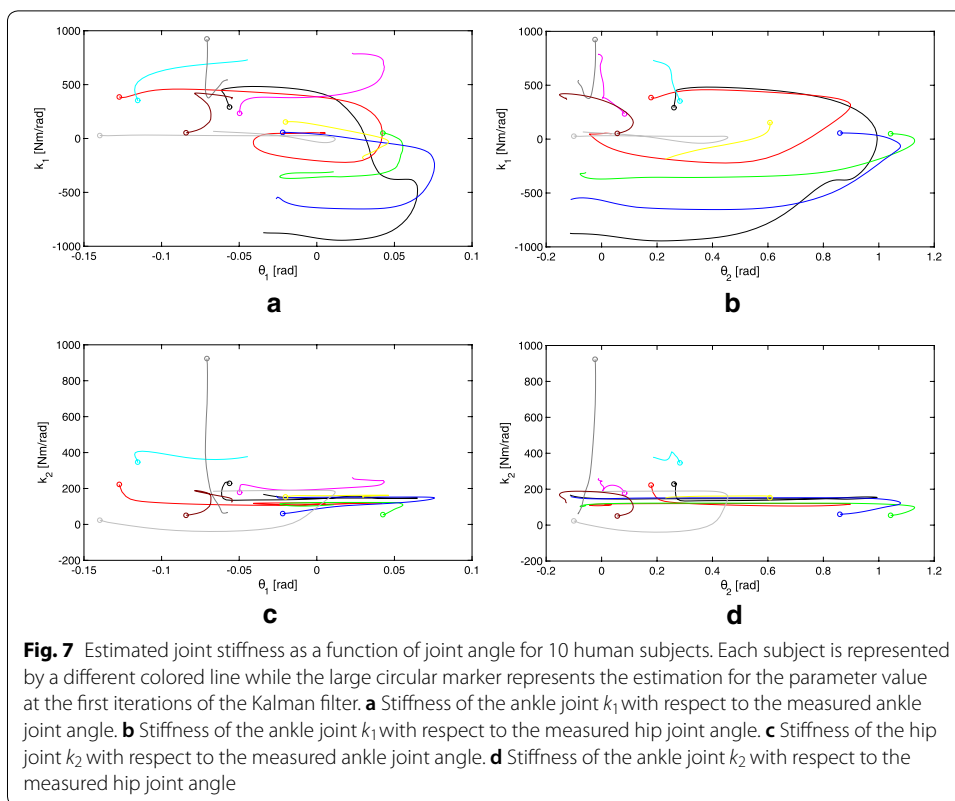 1000
500
0
-500
-1000
k1 [Nm/rad]
-0.15 -0.1 -0.05 0 0.05 0.1
θ1 [rad]
a
1000
500
0
-500
-1000
k1 [Nm/rad]
-0.2 0 0.2 0.4 0.6 0.8 1 1.2
θ2 [rad]
b
1000
800
600
400
200
0
-200
k2 [Nm/rad]
-0.15 -0.1 -0.05 0 0.05 0.1
θ1 [rad]
c
1000
800
600
400
200
0
-200
k2 [Nm/rad]
-0.2 0 0.2 0.4 0.6 0.8 1 1.2
θ2 [rad]
d
Fig. 7 Estimated joint stiffness as a function of joint angle for 10 human subjects. Each subject is represented
by a different colored line while the large circular marker represents the estimation for the parameter value
at the first iterations of the Kalman filter. a Stiffness of the ankle joint k1 with respect to the measured ankle
joint angle. b Stiffness of the ankle joint k1 with respect to the measured hip joint angle. c Stiffness of the hip
joint k2 with respect to the measured ankle joint angle. d Stiffness of the ankle joint k2 with respect to the
measured hip joint angle